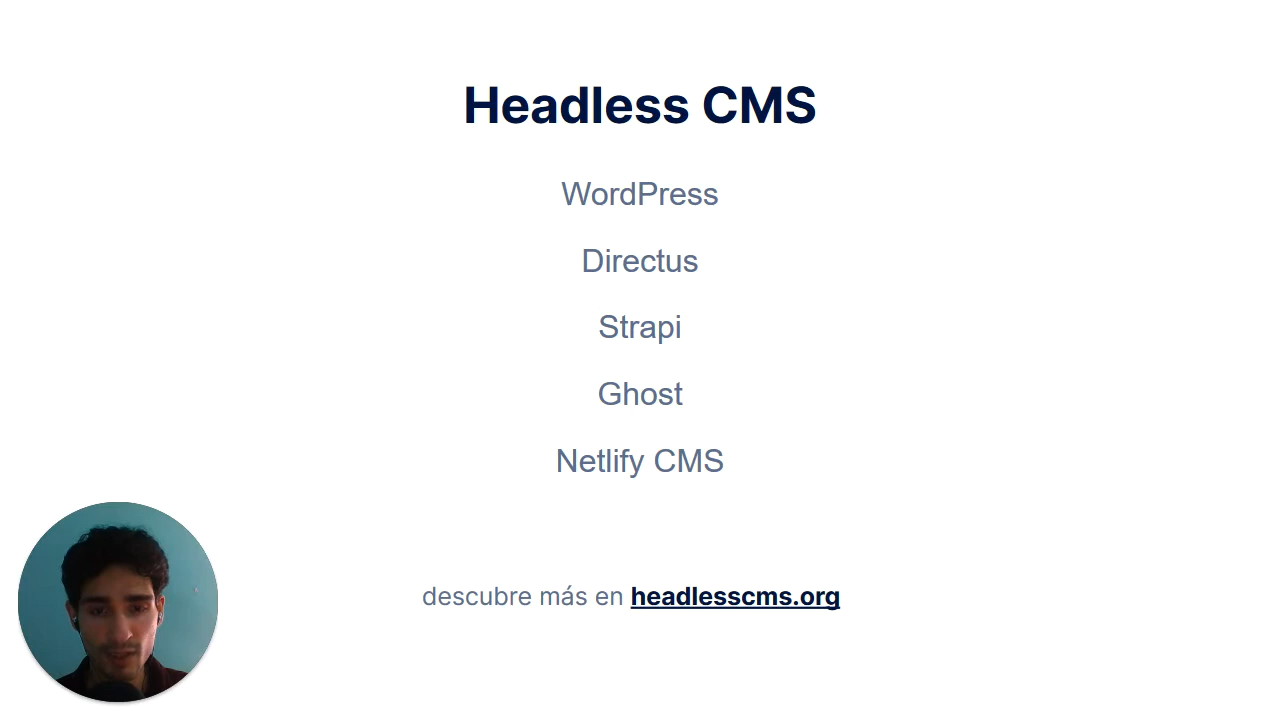 Headless CMS
WordPress
Directus
Strapi
Ghost
Netlify CMS
descubre más en headlesscms.org